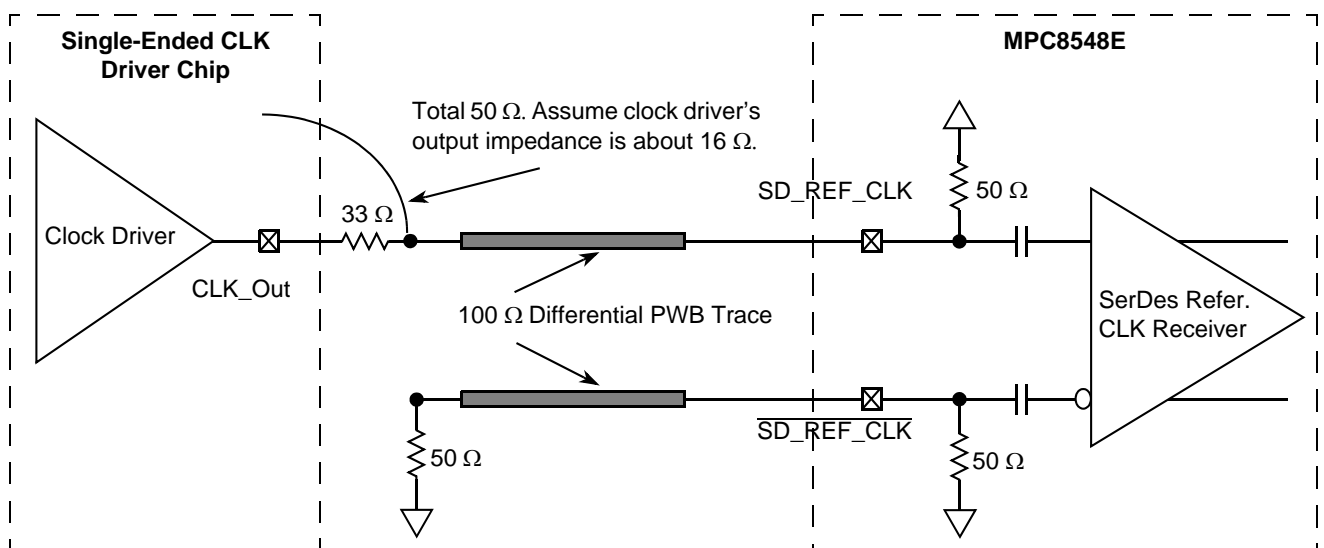 Single-Ended CLK
Driver Chip
MPC8548E
Total 50 Ω. Assume clock driver's
output impedance is about 16 Ω.
SD_REF_CLK
50 Ω
33 Ω
Clock Driver
CLK_Out
100 Ω Differential PWB Trace
SerDes Refer.
CLK Receiver
SD_REF_CLK
50 Ω
50 Ω